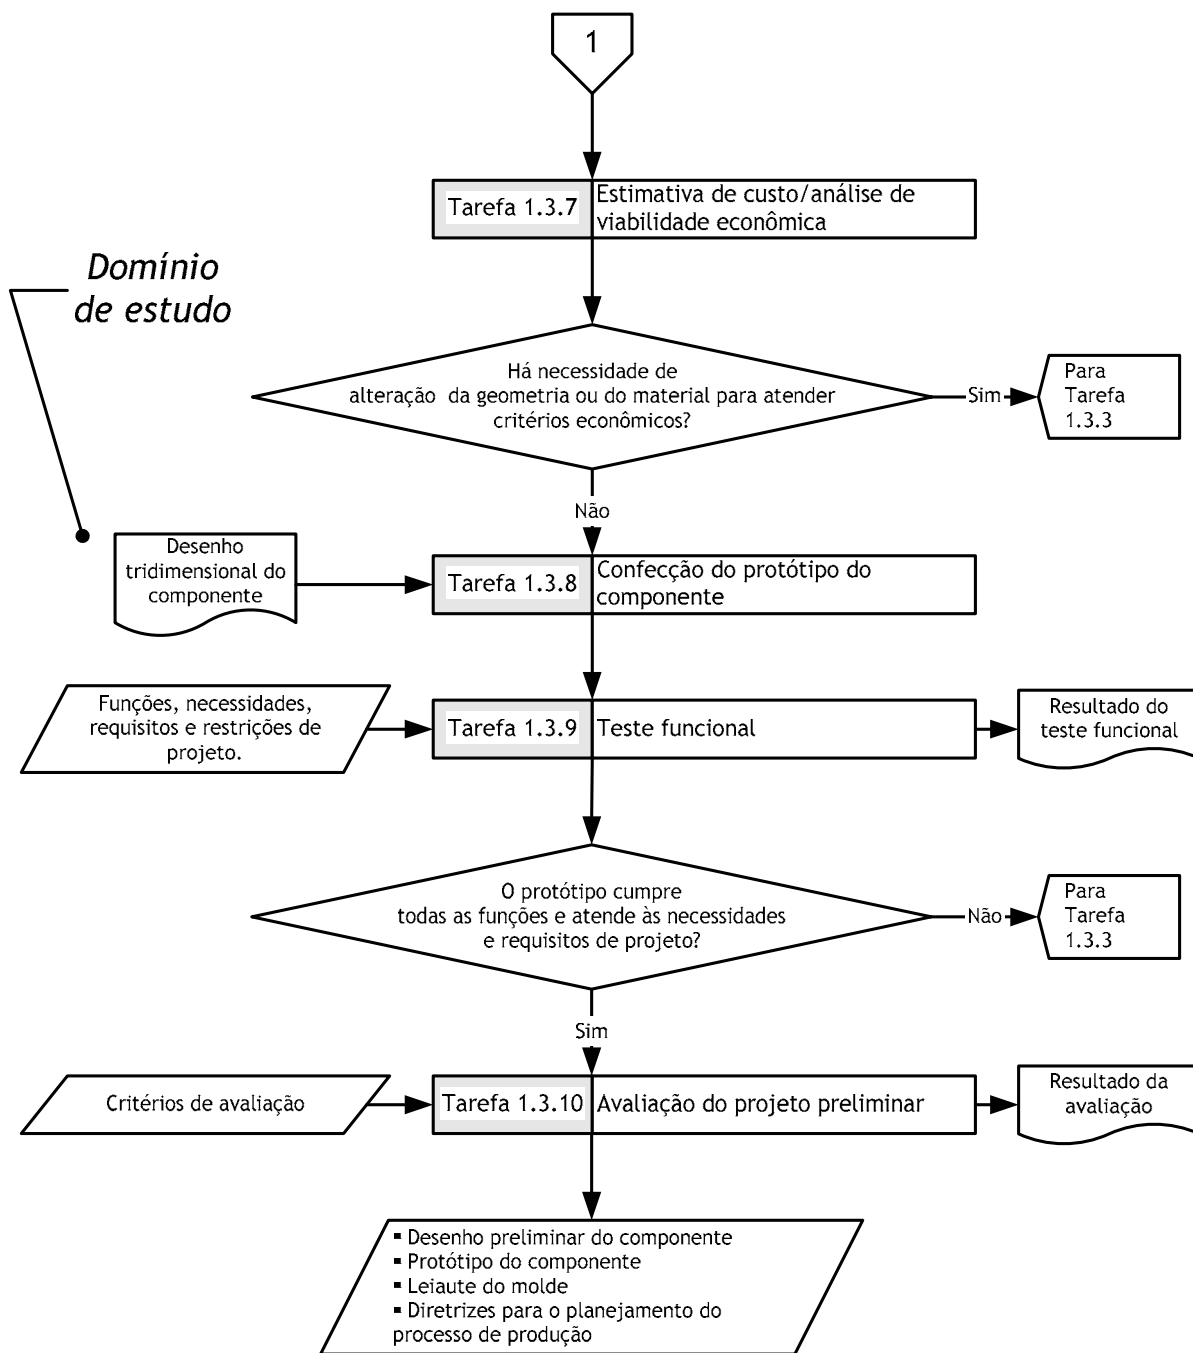 1
Tarefa 1.3.7
Estimativa de custo/análise de
viabilidade econômica
Domínio
de estudo
Há necessidade de
alteração da geometria ou do material para atender
critérios econômicos?
Sim
Para
Tarefa
1.3.3
Não
Desenho
tridimensional do
componente
Tarefa 1.3.8
Confecção do protótipo do
componente
Funções, necessidades,
requisitos e restrições de
projeto.
Tarefa 1.3.9
Teste funcional
Resultado do
teste funcional
O protótipo cumpre
todas as funções e atende às necessidades
e requisitos de projeto?
Não
Para
Tarefa
1.3.3
Sim
Critérios de avaliação
Tarefa 1.3.10
Avaliação do projeto preliminar
Resultado da
avaliação
▪ Desenho preliminar do componente
▪ Protótipo do componente
▪ Leiaute do molde
▪ Diretrizes para o planejamento do
processo de produção